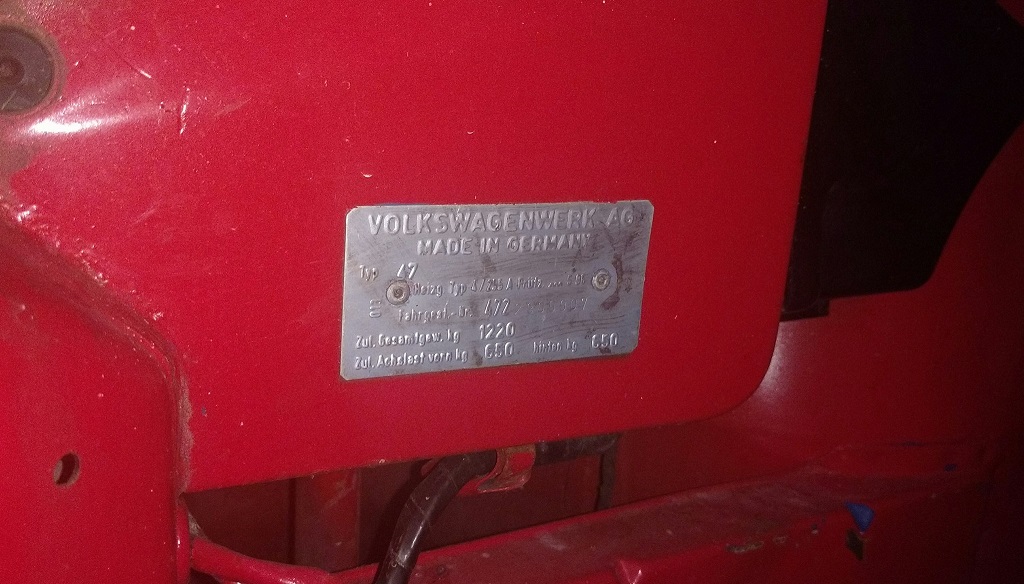 VOLKSWAGENWERK AG
MADE IN GERMANY
Typ 47
Heizg. Typ
Fahrgest.-Nr. 472
Zul. Gesamtgew. kg 1220
Zul. Achslast vorn kg 650 hinten kg 650